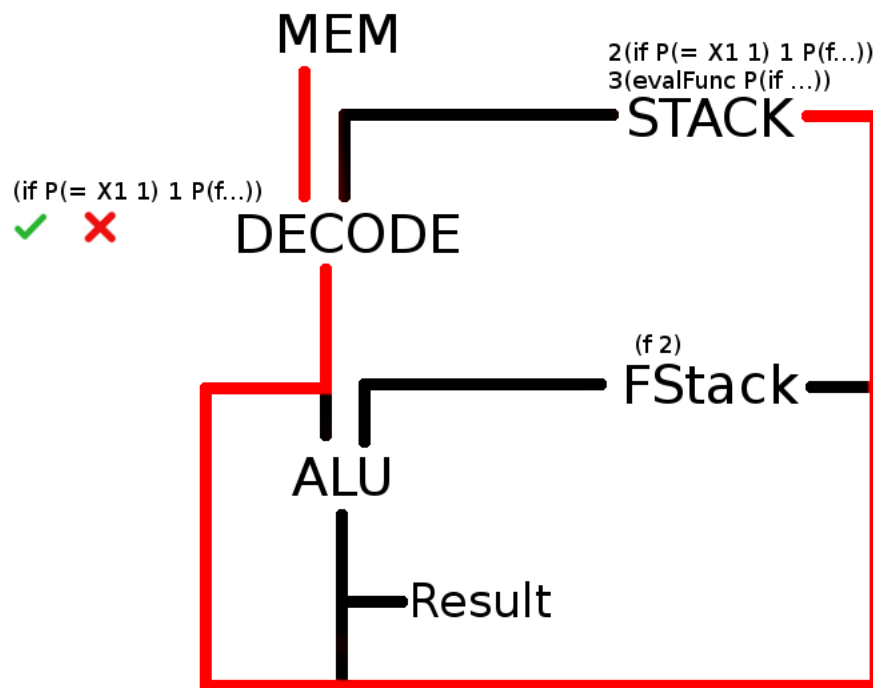 MEM
2(if P(= X1 1) 1 P(f...))
3(evalFunc P(if ...))
STACK
(if P(= X1 1) 1 P(f...))
DECODE
(f 2)
FStack
ALU
Result